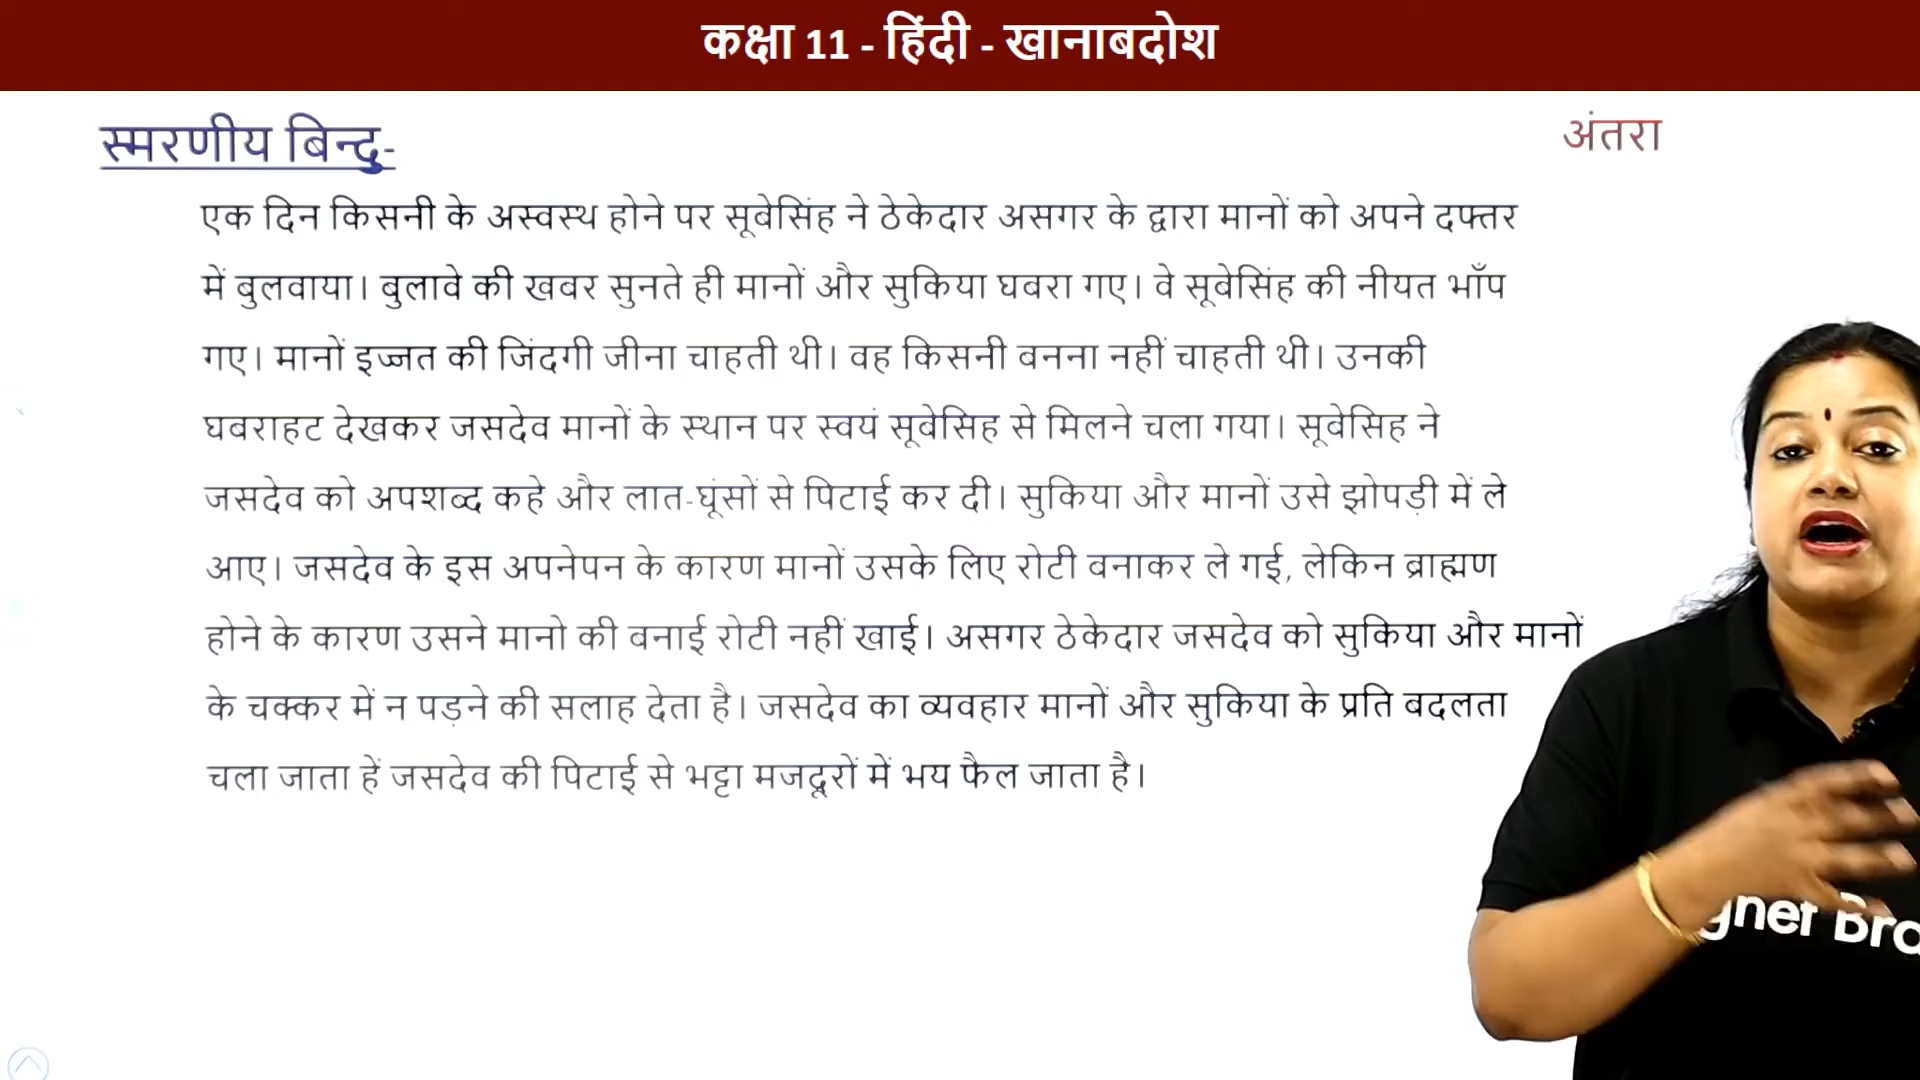 कक्षा 11 - हिंदी - खानाबदोश
स्मरणीय बिन्दु-
अंतरा
एक दिन किसनी के अस्वस्थ होने पर सूबेसिंह ने ठेकेदार असगर के द्वारा मानों को अपने दफ्तर
में बुलवाया। बुलावे की खबर सुनते ही मानों और सुकिया घबरा गए। वे सूबेसिंह की नीयत भाँप
गए। मानों इज्जत की जिंदगी जीना चाहती थी। वह किसनी बनना नहीं चाहती थी। उनकी
घबराहट देखकर जसदेव मानों के स्थान पर स्वयं सूबेसिह से मिलने चला गया। सूबेसिह ने
जसदेव को अपशब्द कहे और लात-घूंसों से पिटाई कर दी। सुकिया और मानों उसे झोपड़ी में ले
आए। जसदेव के इस अपनेपन के कारण मानों उसके लिए रोटी बनाकर ले गई, लेकिन ब्राह्मण
होने के कारण उसने मानो की बनाई रोटी नहीं खाई। असगर ठेकेदार जसदेव को सुकिया और मानों
के चक्कर में न पड़ने की सलाह देता है। जसदेव का व्यवहार मानों और सुकिया के प्रति बदलता
चला जाता हें जसदेव की पिटाई से भट्टा मजदूरों में भय फैल जाता है।
gnet Bra